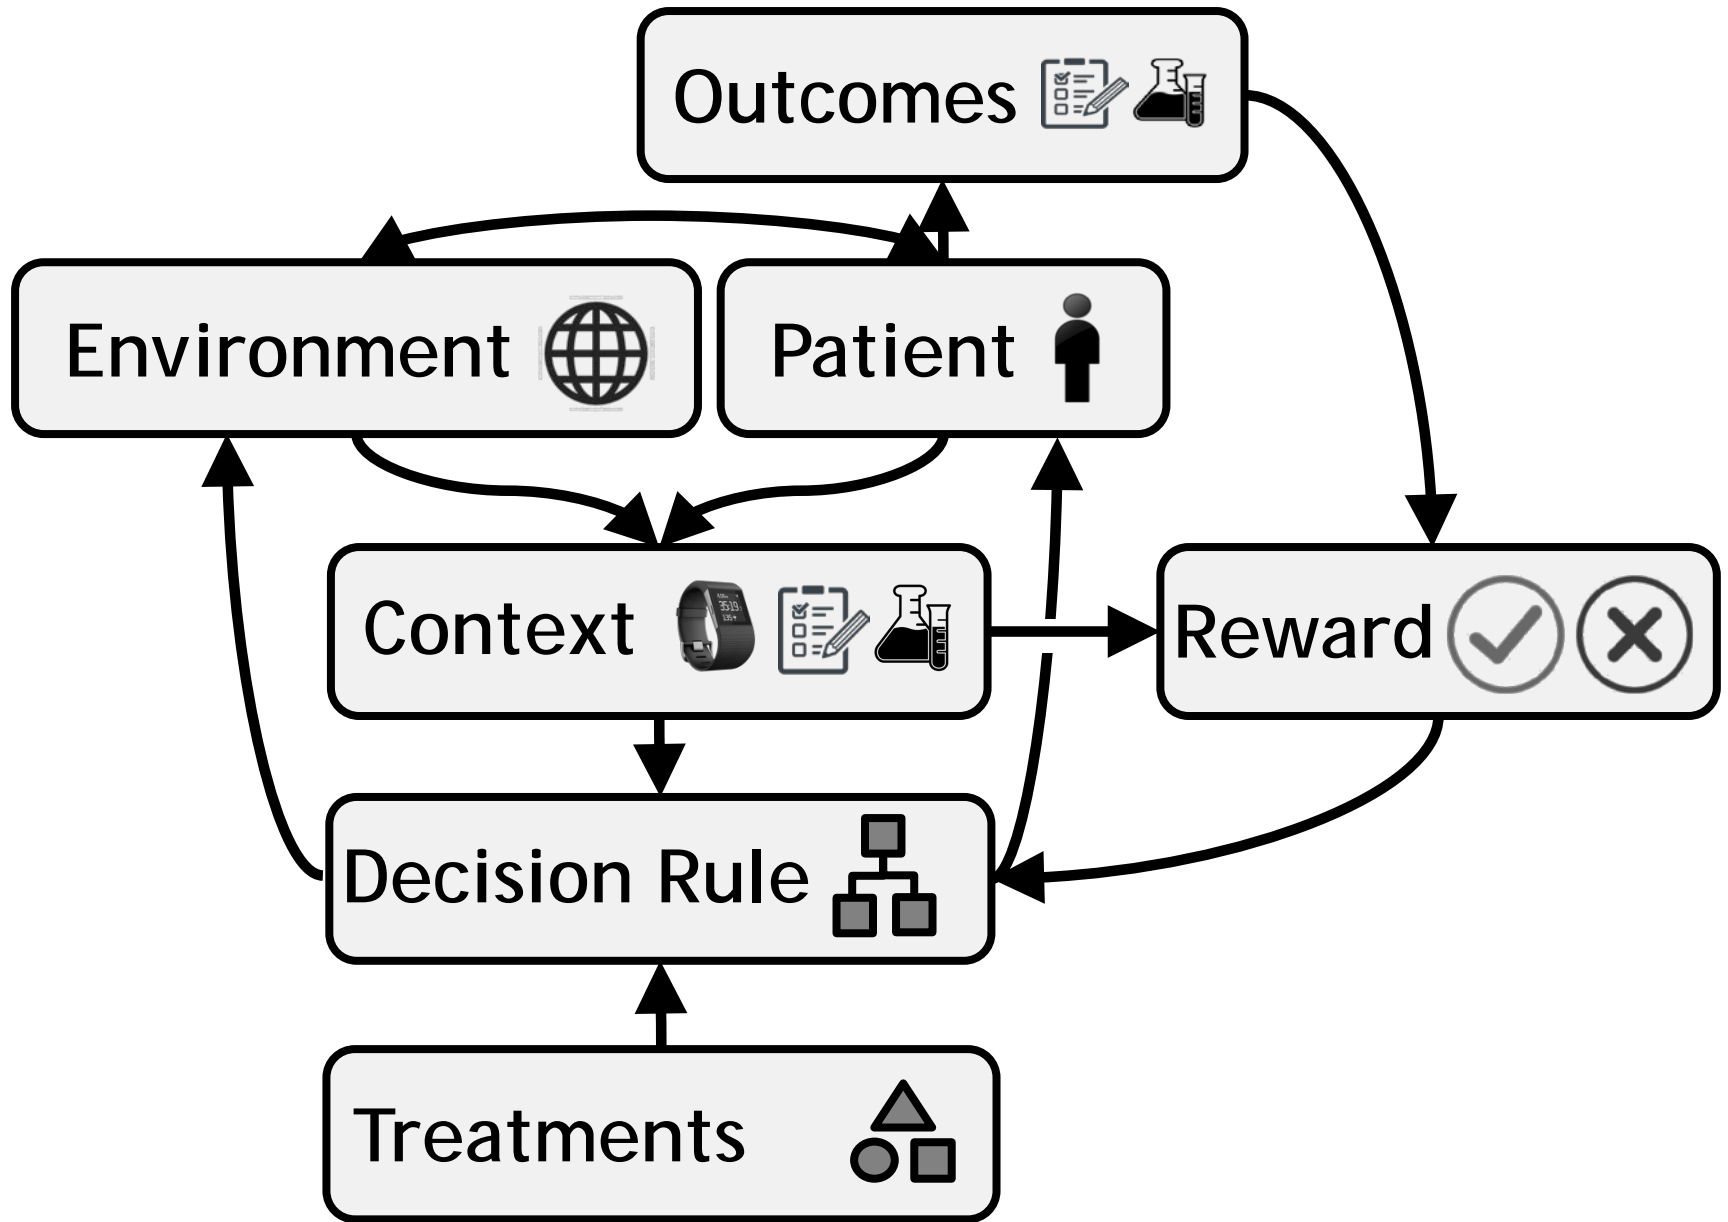 Outcomes
Environment
Patient
Context
Reward
Decision Rule
Treatments